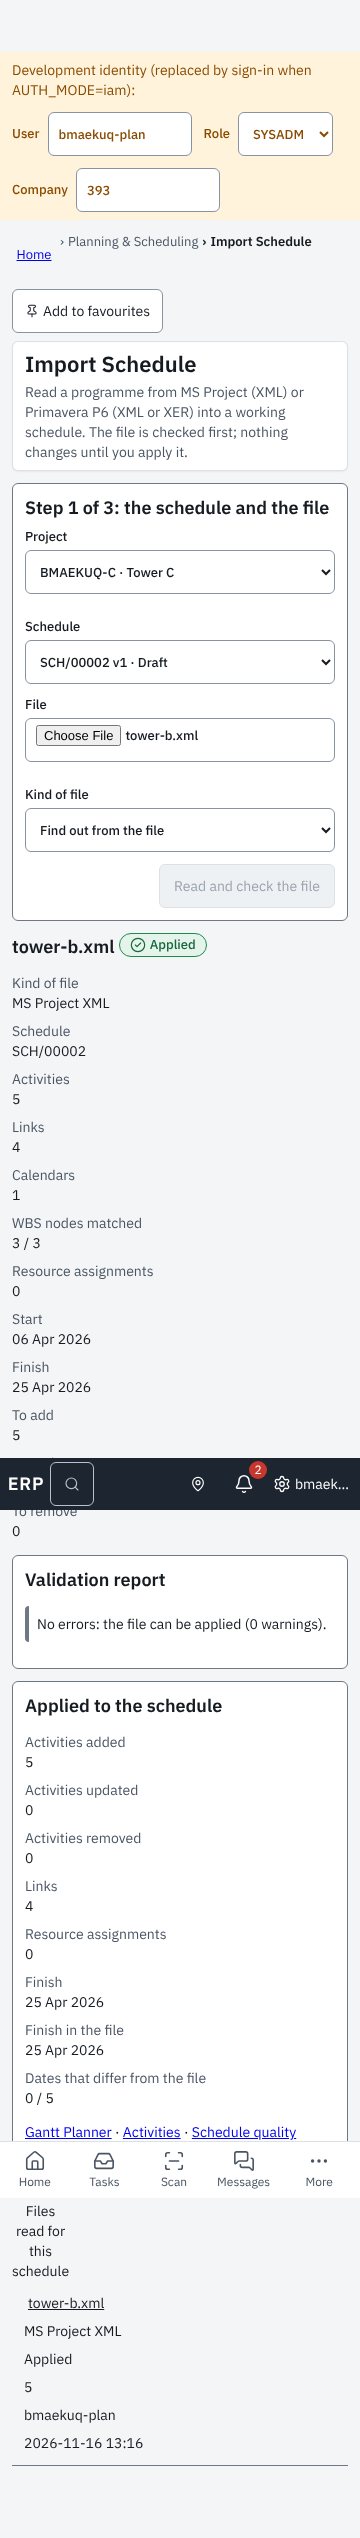 Development identity (replaced by sign-in when
AUTH_MODE=iam):
User bmaekuq-plan Role SYSADM
Company 393
Home › Planning & Scheduling › Import Schedule
Add to favourites
Import Schedule
Read a programme from MS Project (XML) or
Primavera P6 (XML or XER) into a working
schedule. The file is checked first; nothing
changes until you apply it.
Step 1 of 3: the schedule and the file
Project
BMAEKUQ-C · Tower C
Schedule
SCH/00002 v1 · Draft
File
Choose File tower-b.xml
Kind of file
Find out from the file
Read and check the file
tower-b.xml Applied
Kind of file
MS Project XML
Schedule
SCH/00002
Activities
5
Links
4
Calendars
1
WBS nodes matched
3 / 3
Resource assignments
0
Start
06 Apr 2026
Finish
25 Apr 2026
To add
5
ERP 2 bmaek...
To remove
0
Validation report
No errors: the file can be applied (0 warnings).
Applied to the schedule
Activities added
5
Activities updated
0
Activities removed
0
Links
4
Resource assignments
0
Finish
25 Apr 2026
Finish in the file
25 Apr 2026
Dates that differ from the file
0 / 5
Gantt Planner · Activities · Schedule quality
Home Tasks Scan Messages More
Files
read for
this
schedule
tower-b.xml
MS Project XML
Applied
5
bmaekuq-plan
2026-11-16 13:16